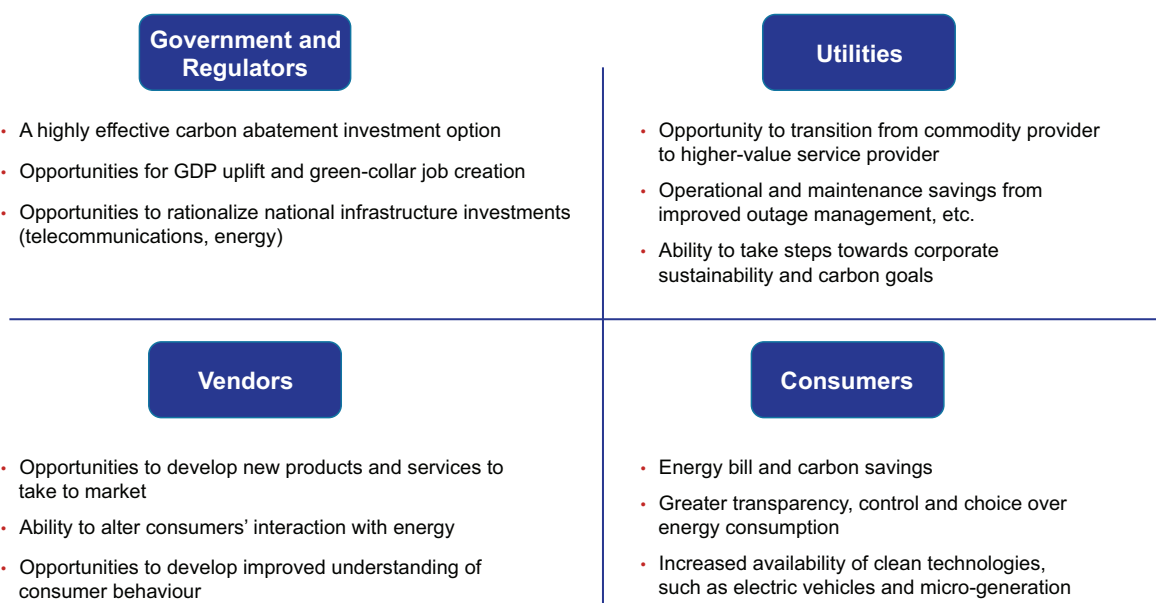 Government and
Regulators
• A highly effective carbon abatement investment option
• Opportunities for GDP uplift and green-collar job creation
• Opportunities to rationalize national infrastructure investments
(telecommunications, energy)
Utilities
• Opportunity to transition from commodity provider
to higher-value service provider
• Operational and maintenance savings from
improved outage management, etc.
• Ability to take steps towards corporate
sustainability and carbon goals
Vendors
• Opportunities to develop new products and services to
take to market
• Ability to alter consumers’ interaction with energy
• Opportunities to develop improved understanding of
consumer behaviour
Consumers
• Energy bill and carbon savings
• Greater transparency, control and choice over
energy consumption
• Increased availability of clean technologies,
such as electric vehicles and micro-generation